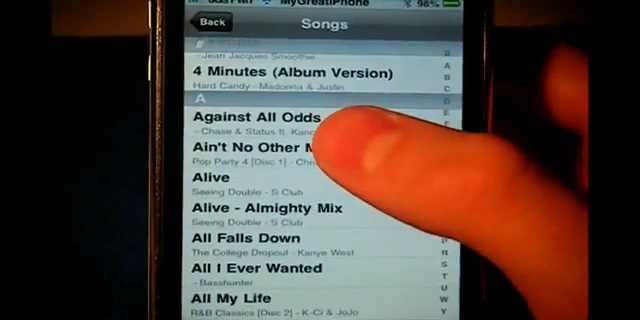 MyGreatiPhone 98%
Back
Songs
#
- Jean Jacques Smoothie
4 Minutes (Album Version)
Hard Candy - Madonna & Justin
A
Against All Odds
- Chase & Status ft.
Ain't No Other
Pop Party 4 [Disc 1] -
Alive
Seeing Double - S Club
Alive - Almighty Mix
Seeing Double - S Club
All Falls Down
The College Dropout - Kanye West
All I Ever Wanted
- Basshunter
All My Life
R&B Classics [Disc 2] - K-Ci & JoJo
A
B
C
D
E
P
R
S
T
U
W
Y